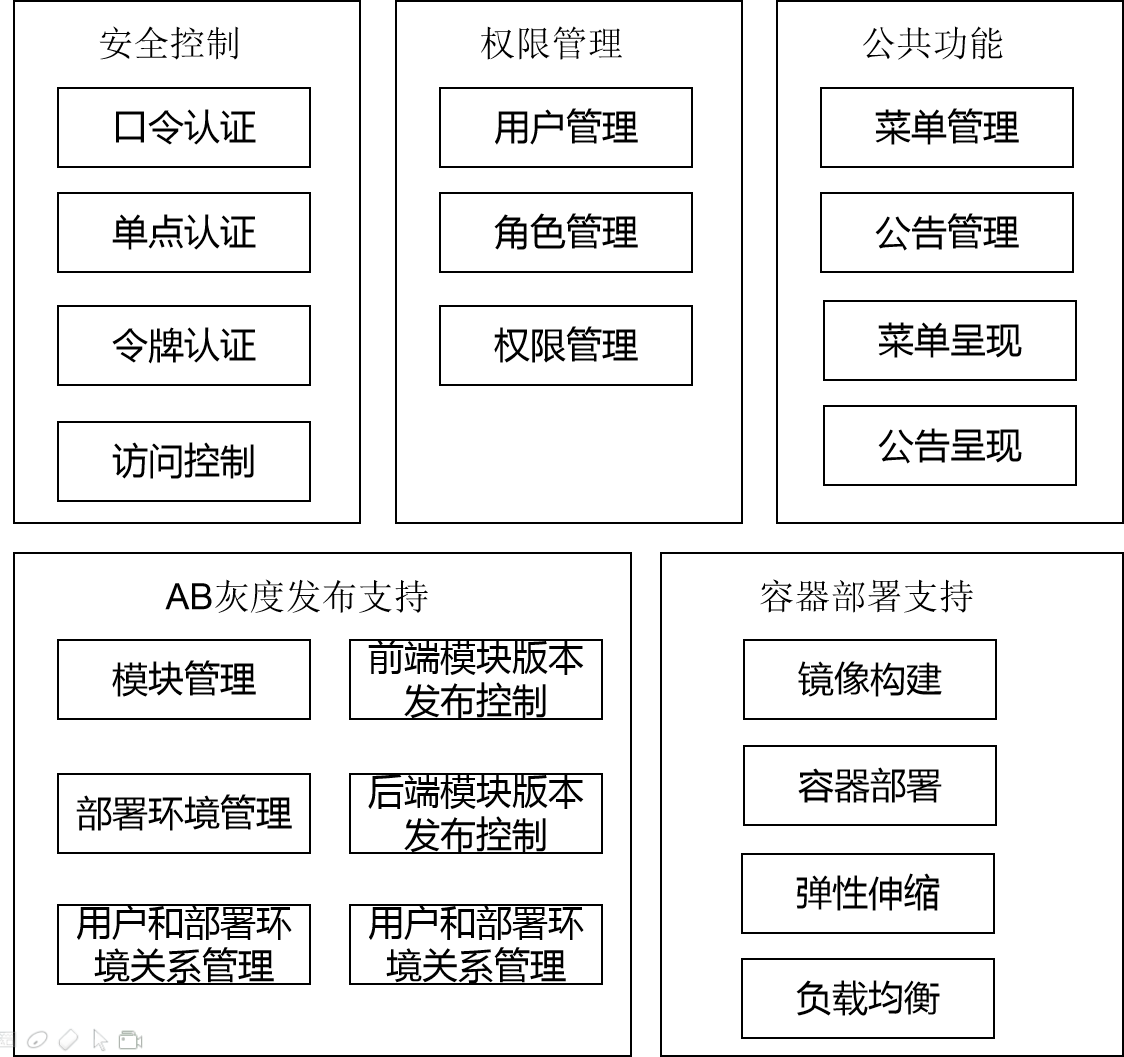 安全控制
口令认证
单点认证
令牌认证
访问控制
权限管理
用户管理
角色管理
权限管理
公共功能
菜单管理
公告管理
菜单呈现
公告呈现
AB灰度发布支持
模块管理
前端模块版本
发布控制
部署环境管理
后端模块版本
发布控制
用户和部署环
境关系管理
用户和部署环
境关系管理
容器部署支持
镜像构建
容器部署
弹性伸缩
负载均衡